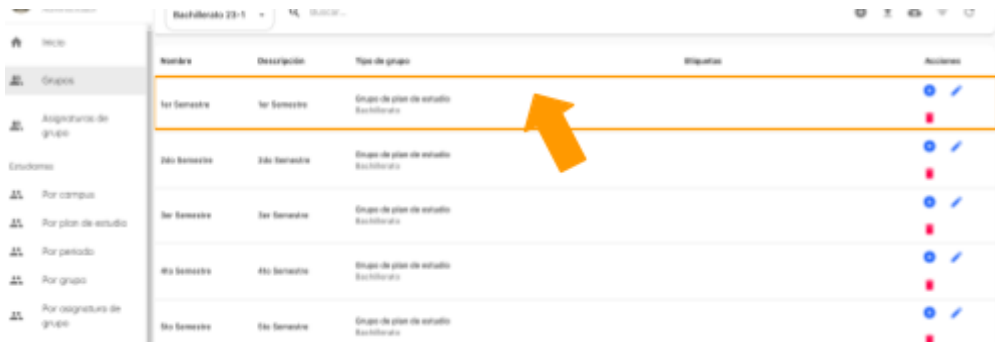 Bachillerato 23-1
Buscar...
Inicio
Grupos
Asignaturas de
grupo
Estudiantes
Por campus
Por plan de estudio
Por periodo
Por grupo
Por asignatura de
grupo
Nombre Descripción Tipo de grupo Etiquetas Acciones
1er Semestre 1er Semestre Grupo de plan de estudio
Bachillerato
2do Semestre 2do Semestre Grupo de plan de estudio
Bachillerato
3er Semestre 3er Semestre Grupo de plan de estudio
Bachillerato
4to Semestre 4to Semestre Grupo de plan de estudio
Bachillerato
5to Semestre 5to Semestre Grupo de plan de estudio
Bachillerato